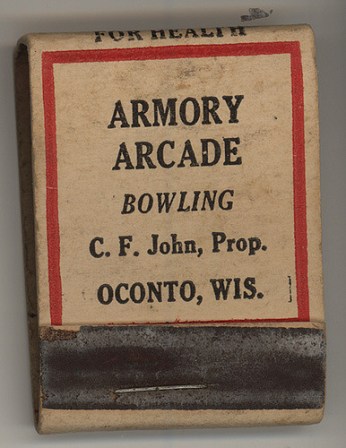 FOR HEALTH
ARMORY
ARCADE
BOWLING
C. F. John, Prop.
OCONTO, WIS.